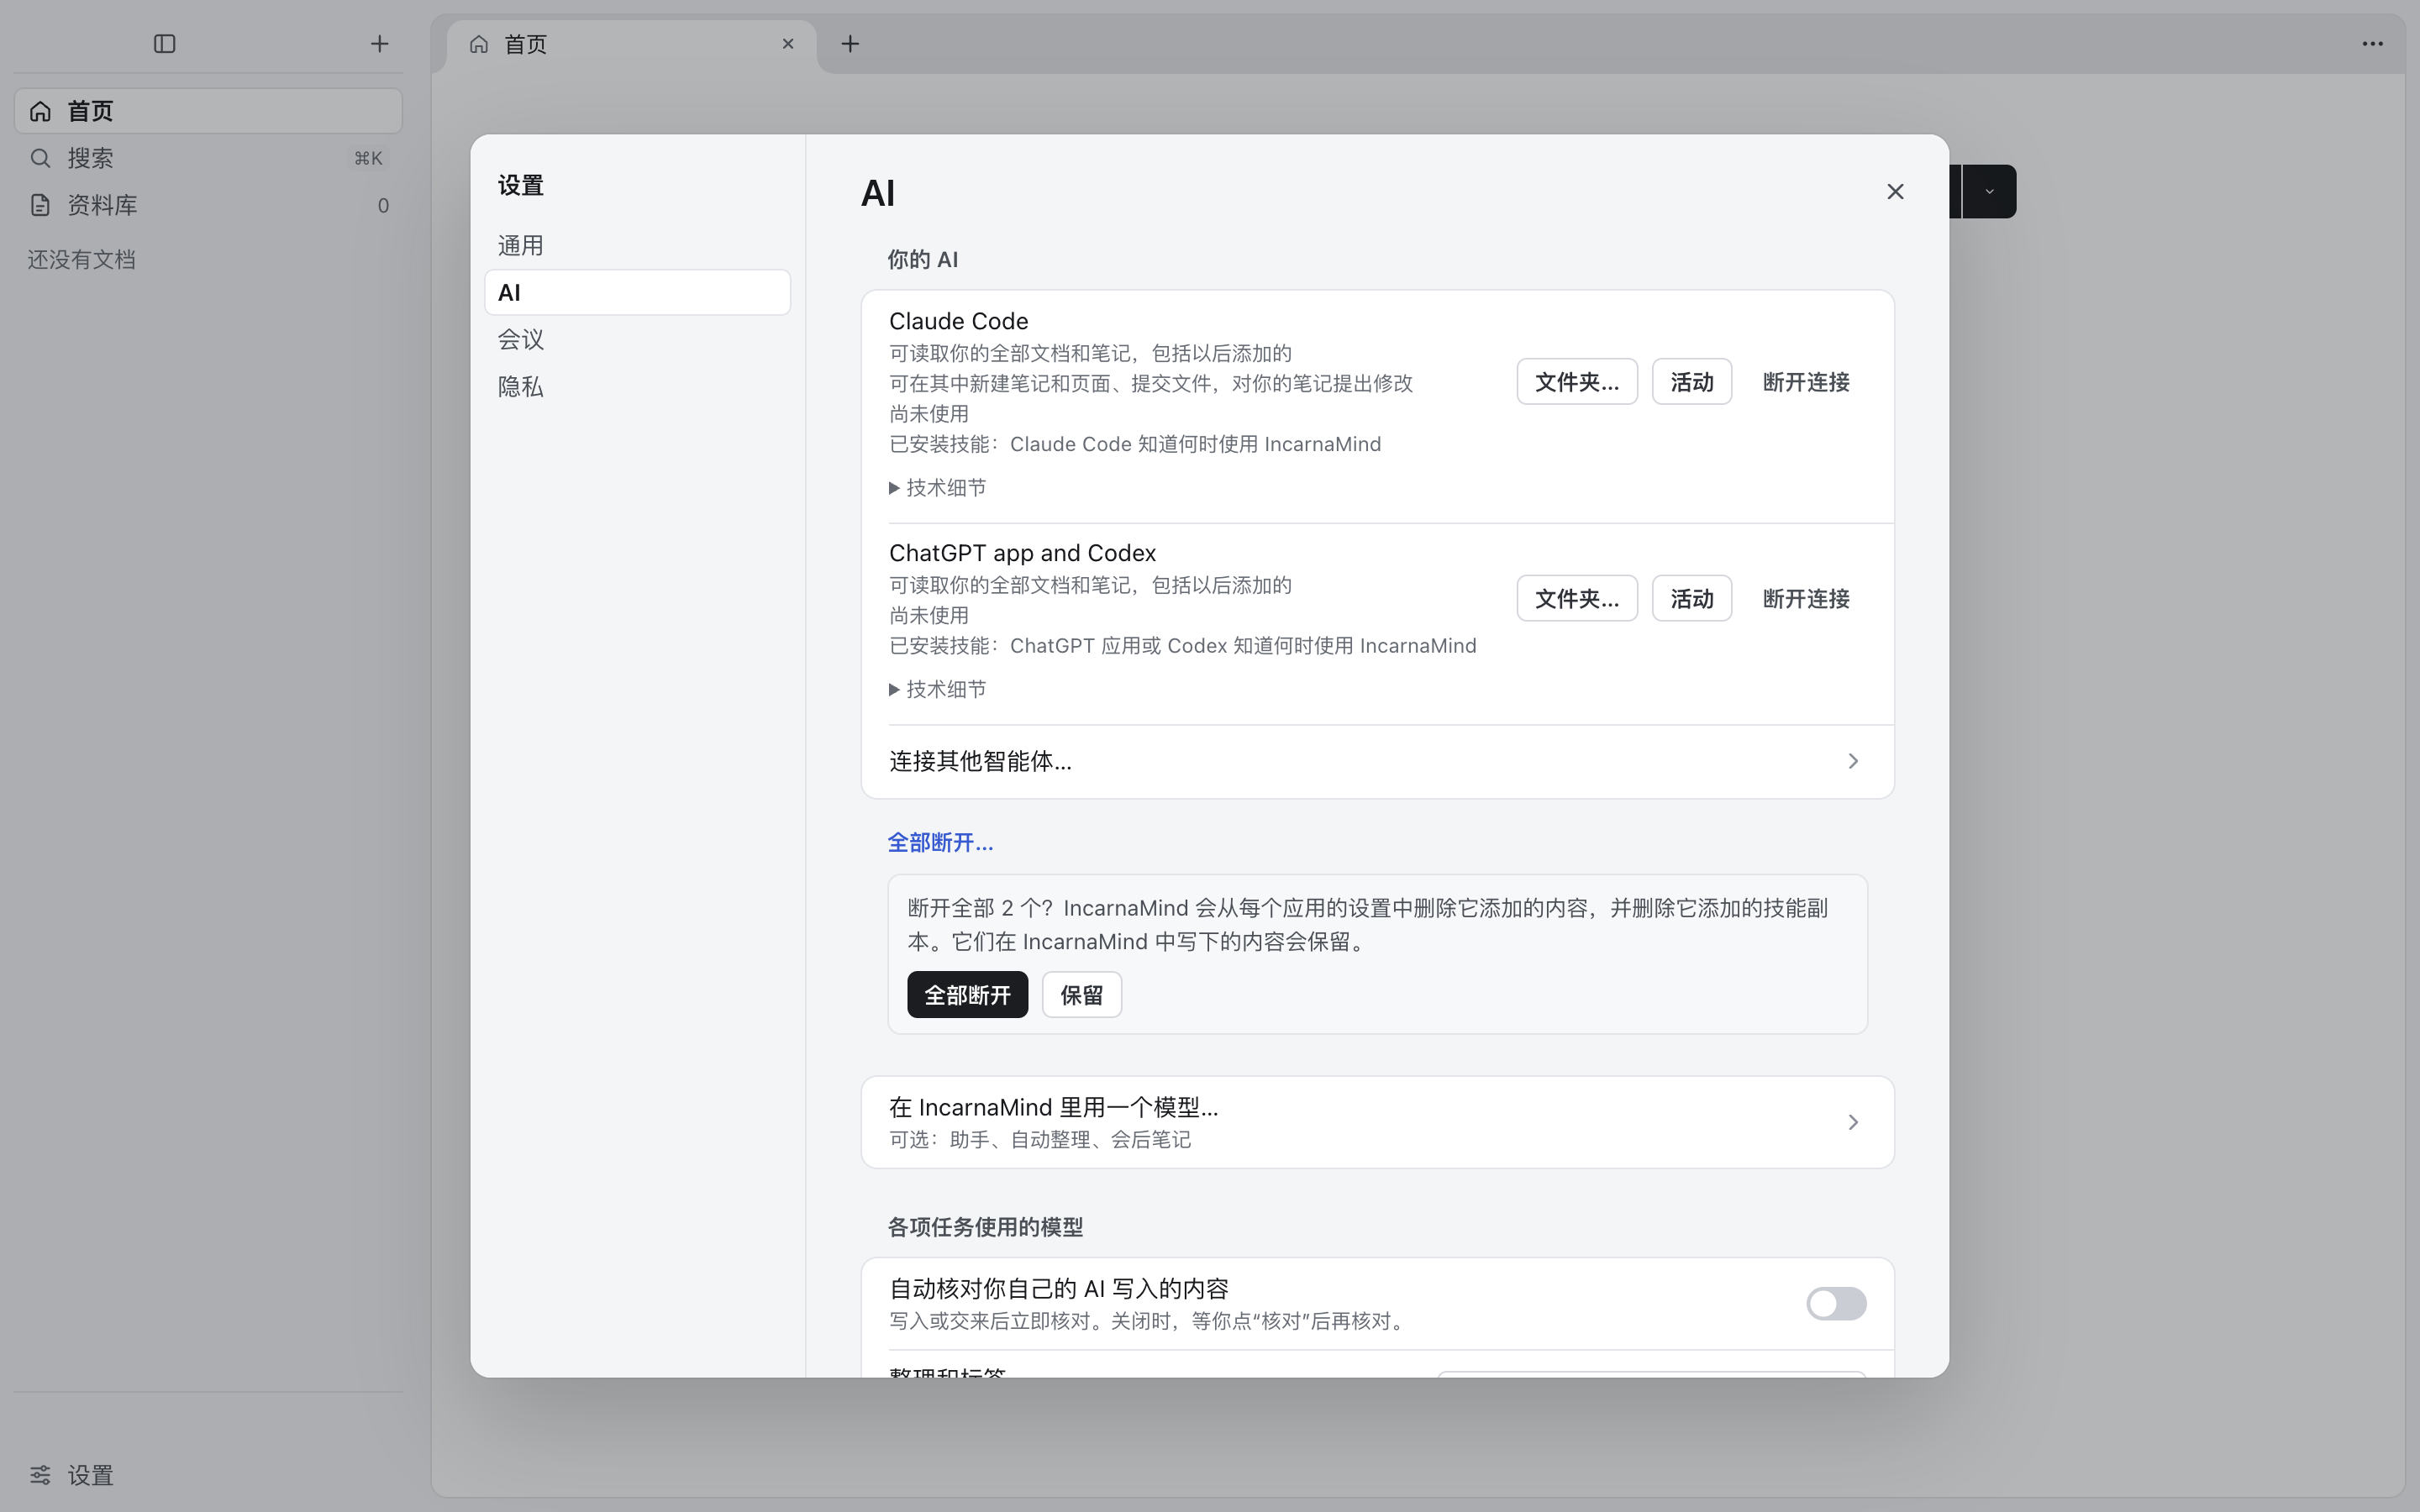 首页
首页
搜索
⌘K
资料库
0
还没有文档
设置
设置
通用
AI
会议
隐私
AI
你的 AI
Claude Code
可读取你的全部文档和笔记，包括以后添加的
可在其中新建笔记和页面、提交文件，对你的笔记提出修改
尚未使用
已安装技能：Claude Code 知道何时使用 IncarnaMind
技术细节
文件夹...
活动
断开连接
ChatGPT app and Codex
可读取你的全部文档和笔记，包括以后添加的
尚未使用
已安装技能：ChatGPT 应用或 Codex 知道何时使用 IncarnaMind
技术细节
文件夹...
活动
断开连接
连接其他智能体...
全部断开...
断开全部 2 个？IncarnaMind 会从每个应用的设置中删除它添加的内容，并删除它添加的技能副
本。它们在 IncarnaMind 中写下的内容会保留。
全部断开
保留
在 IncarnaMind 里用一个模型...
可选：助手、自动整理、会后笔记
各项任务使用的模型
自动核对你自己的 AI 写入的内容
写入或交来后立即核对。关闭时，等你点“核对”后再核对。
整理和标签